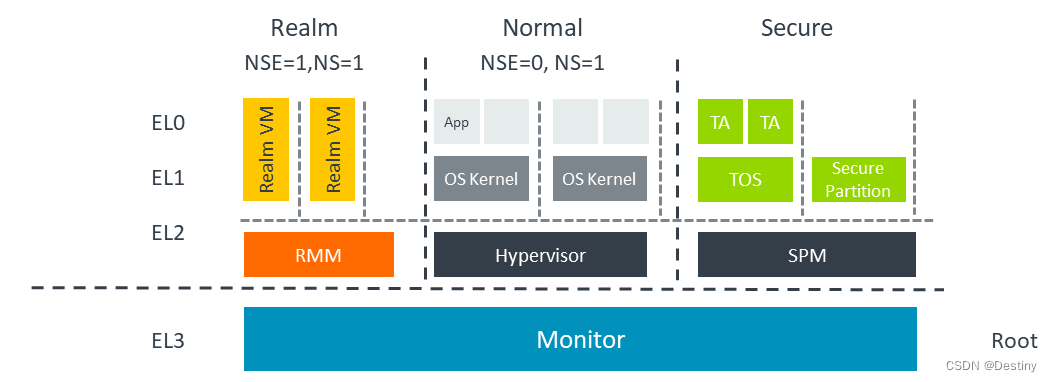 Realm
Normal
Secure
NSE=1,NS=1
NSE=0, NS=1
EL0
Realm VM
Realm VM
App
TA
TA
EL1
OS Kernel
OS Kernel
TOS
Secure
Partition
EL2
RMM
Hypervisor
SPM
EL3
Monitor
Root
CSDN @Destiny